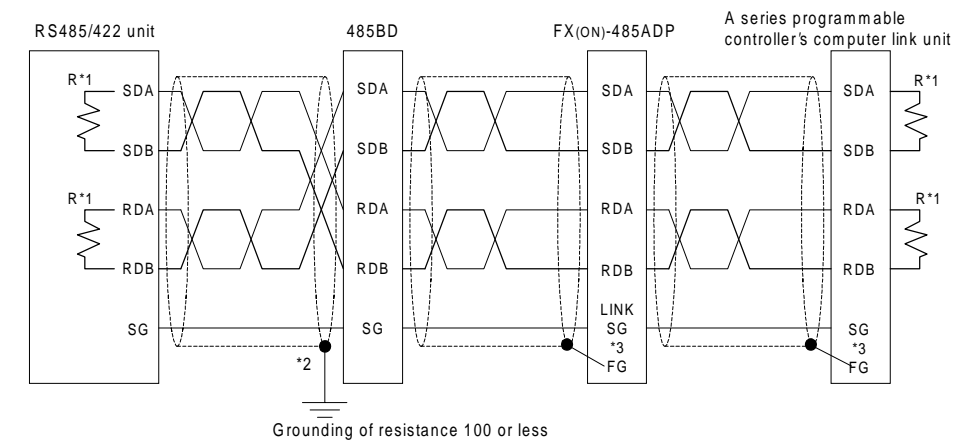 RS485/422 unit
485BD
FX(ON)-485ADP
A series programmable
controller's computer link unit
R*1
SDA
SDA
SDA
SDA
R*1
SDB
SDB
SDB
SDB
R*1
RDA
RDA
RDA
RDA
R*1
RDB
RDB
RDB
RDB
LINK
SG
SG
SG
SG
*2
*3
*3
FG
FG
Grounding of resistance 100 or less